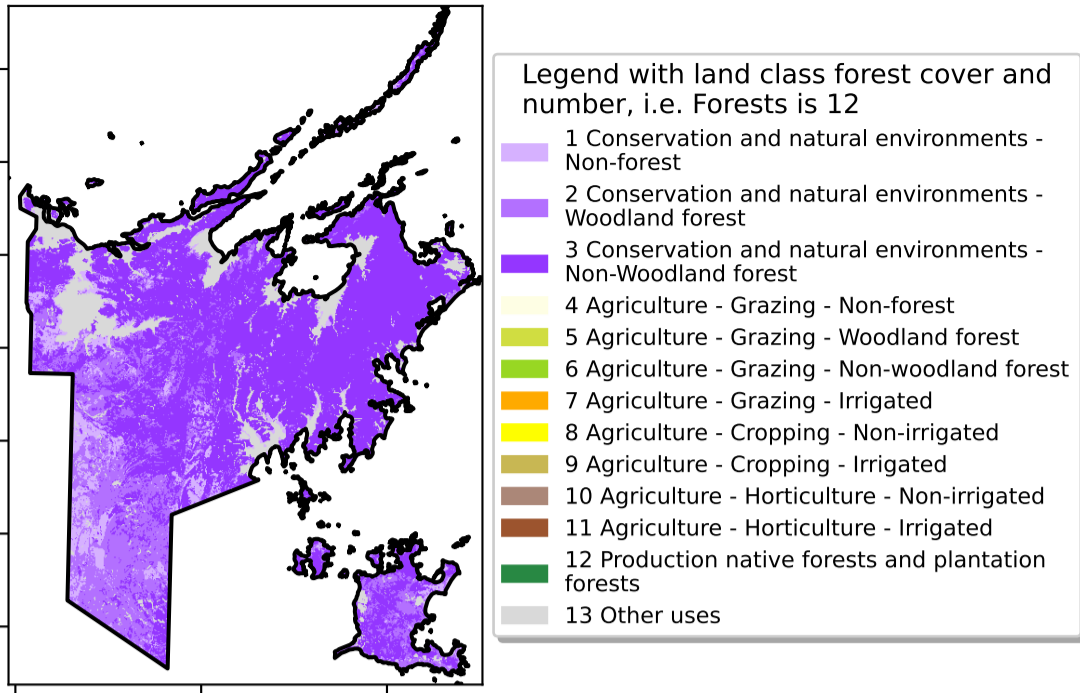 Legend with land class forest cover and
number, i.e. Forests is 12
1 Conservation and natural environments -
Non-forest
2 Conservation and natural environments -
Woodland forest
3 Conservation and natural environments -
Non-Woodland forest
4 Agriculture - Grazing - Non-forest
5 Agriculture - Grazing - Woodland forest
6 Agriculture - Grazing - Non-woodland forest
7 Agriculture - Grazing - Irrigated
8 Agriculture - Cropping - Non-irrigated
9 Agriculture - Cropping - Irrigated
10 Agriculture - Horticulture - Non-irrigated
11 Agriculture - Horticulture - Irrigated
12 Production native forests and plantation
forests
13 Other uses